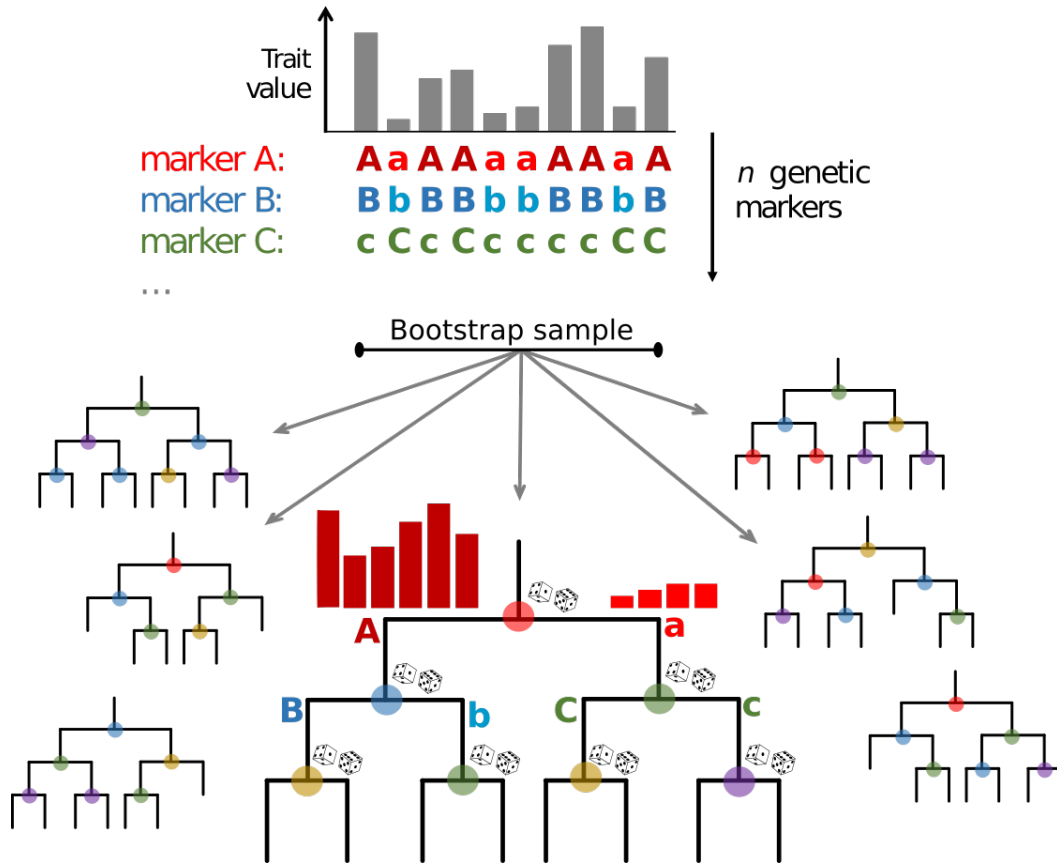 Trait
value
marker A: A a A A a a A A a A
marker B: B b B B b b B B b B
marker C: c C c C c c c c C C
...
n genetic
markers
Bootstrap sample
A a
B b C c